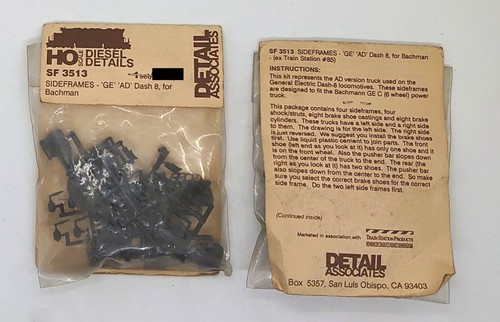 HO SCALE DIESEL
DETAILS
SF 3513
1 set/
SIDEFRAMES - 'GE' 'AD' Dash 8, for
Bachman
DETAIL
ASSOCIATES
SF 3513 SIDEFRAMES - 'GE' 'AD' Dash 8, for Bachman
- (ex Train Station #85)
INSTRUCTIONS:
This kit represents the AD version truck used on the
General Electric Dash-8 locomotives. These sideframes
are designed to fit the Bachmann GE C (6 wheel) power
truck.
This package contains four sideframes, four
shock/struts, eight brake shoe castings and eight brake
cylinders. These trucks have a left side and a right side
to them. The drawing is for the left side. The right side
is just reversed. We suggest you install the brake shoes
first. Use liquid plastic cement to join parts. The front
shoe (left end as you look at it) has only one shoe and it
is on the front wheel. Also the pusher bar slopes down
from the center of the truck to the end. The rear (the
right as you look at it) has two shoes. The pusher bar
also slopes down from the center to the end. So make
sure you select the correct brake shoes for the correct
side frame. Do the two left side frames first.
(Continued inside)
Marketed in association with
TRAIN STATION PRODUCTS
DETAIL
ASSOCIATES
Box 5357, San Luis Obispo, CA 93403